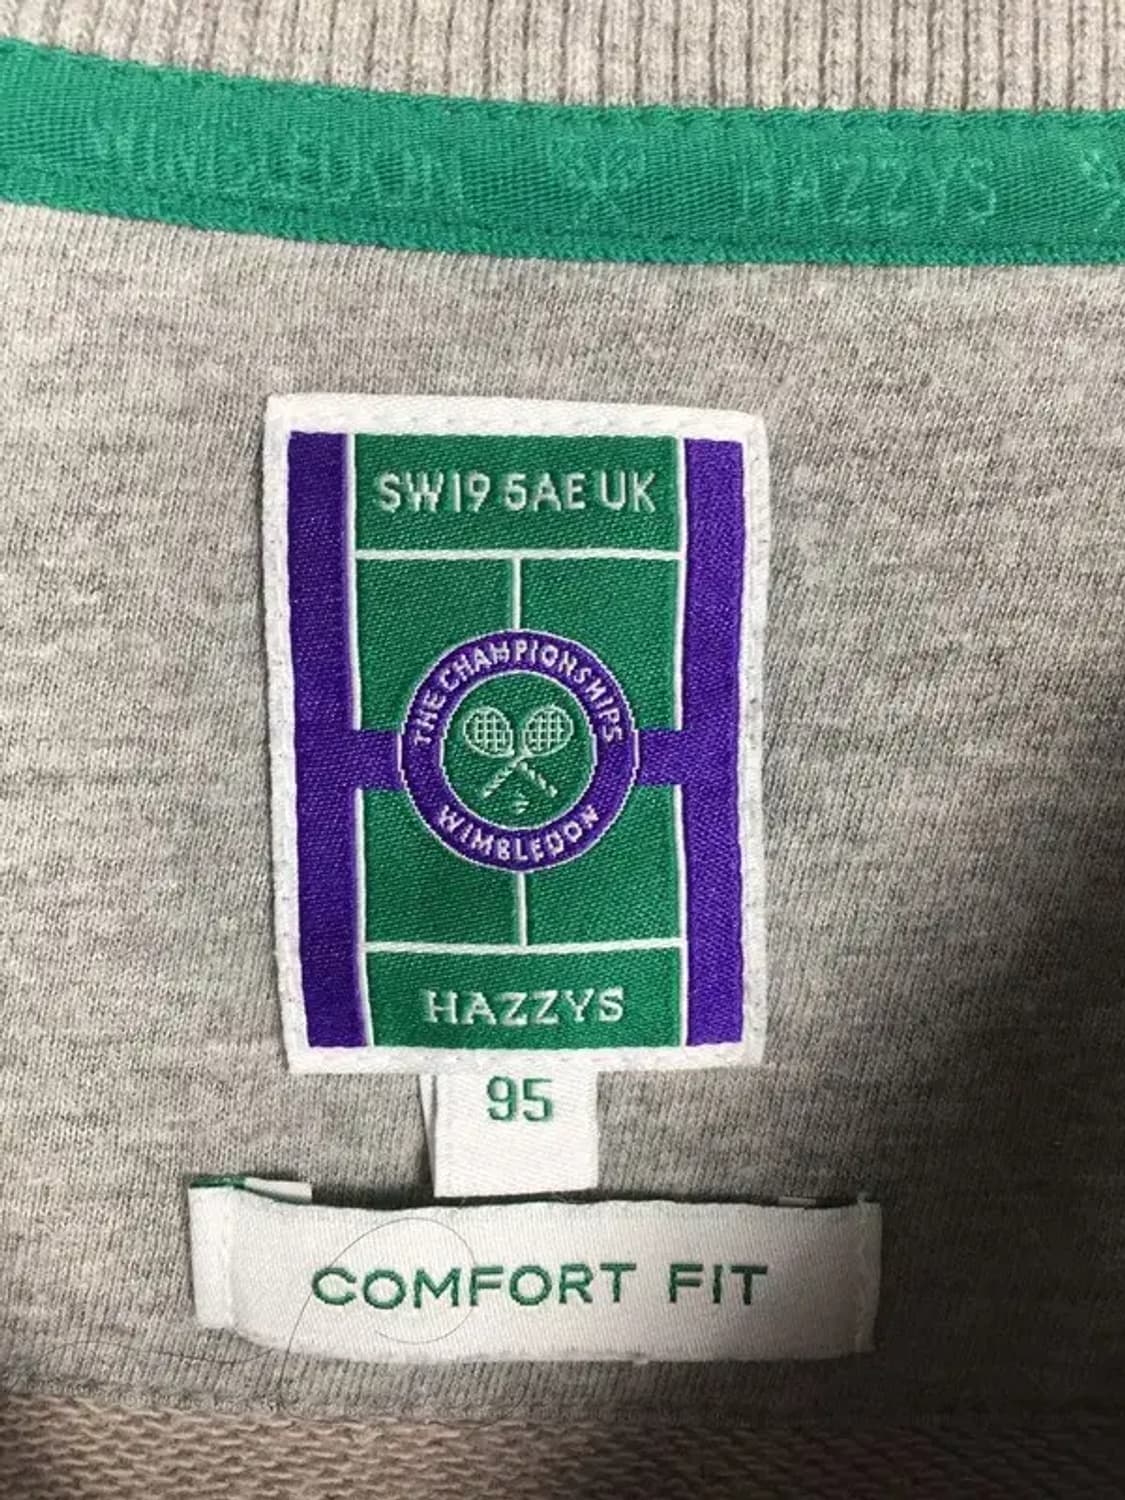 WIMBLEDON HAZZYS
SW19 5AE UK
THE CHAMPIONSHIPS
WIMBLEDON
HAZZYS
95
COMFORT FIT